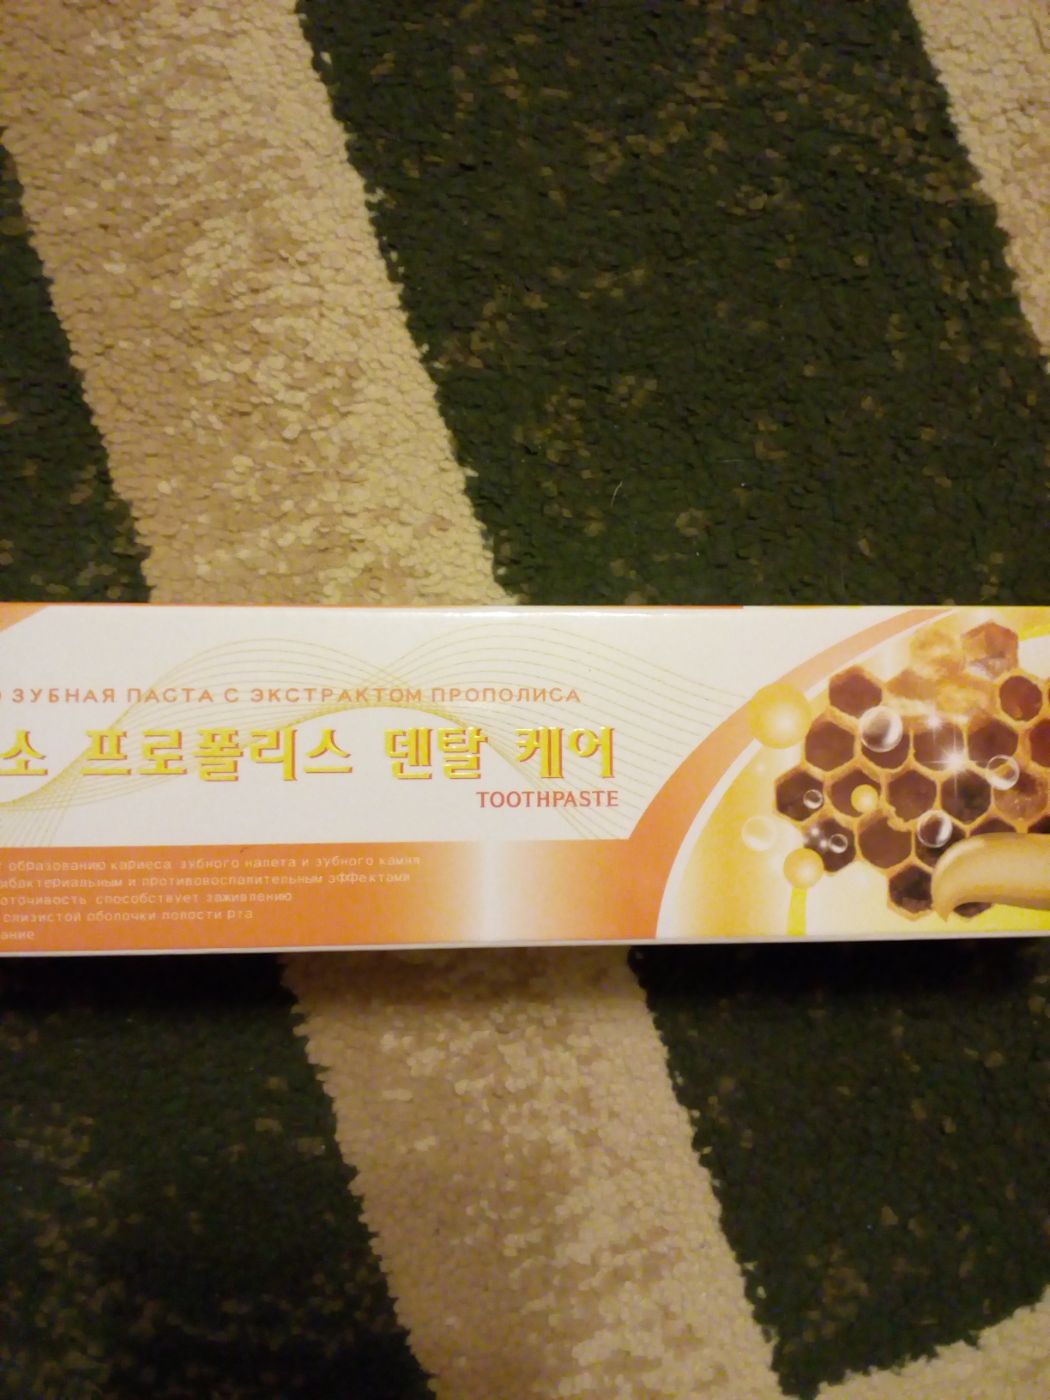 ЗУБНАЯ ПАСТА С ЭКСТРАКТОМ ПРОПОЛИСА
소 프로폴리스 덴탈 케어
TOOTHPASTE
образованию кариеса зубного налета и зубного камня
и противовоспалительным эффектами
способствует заживлению
слизистой оболочки полости рта